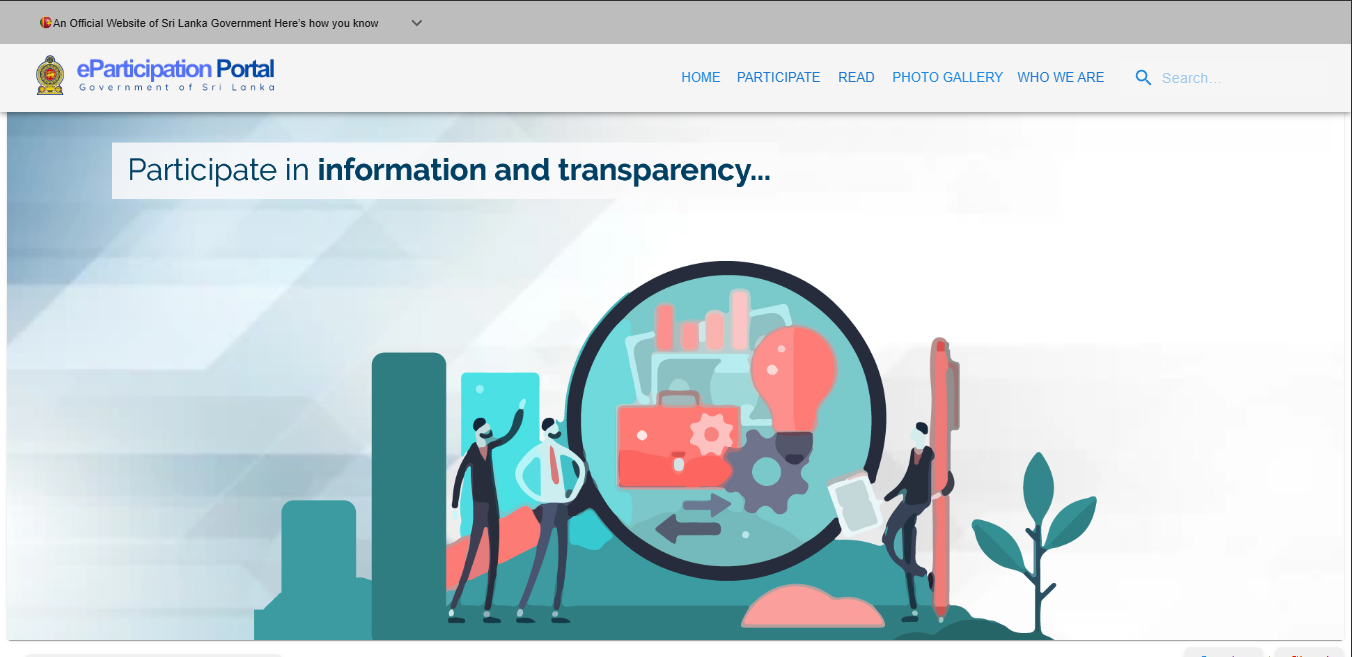 An Official Website of Sri Lanka Government Here's how you know
eParticipation Portal
Government of Sri Lanka
HOME PARTICIPATE READ PHOTO GALLERY WHO WE ARE Search...
Participate in information and transparency...